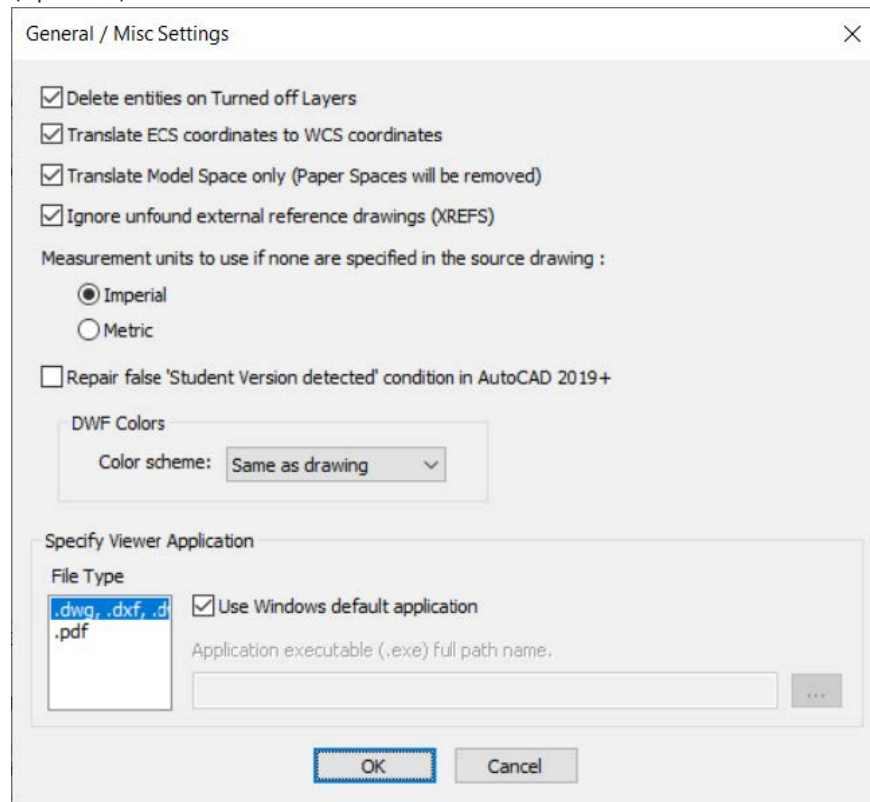 General / Misc Settings
Delete entities on Turned off Layers
Translate ECS coordinates to WCS coordinates
Translate Model Space only (Paper Spaces will be removed)
Ignore unfound external reference drawings (XREFS)
Measurement units to use if none are specified in the source drawing :
Imperial
Metric
Repair false 'Student Version detected' condition in AutoCAD 2019+
DWF Colors
Color scheme: Same as drawing
Specify Viewer Application
File Type
.dwg, .dxf, .d
Use Windows default application
.pdf
Application executable (.exe) full path name.
...
OK Cancel